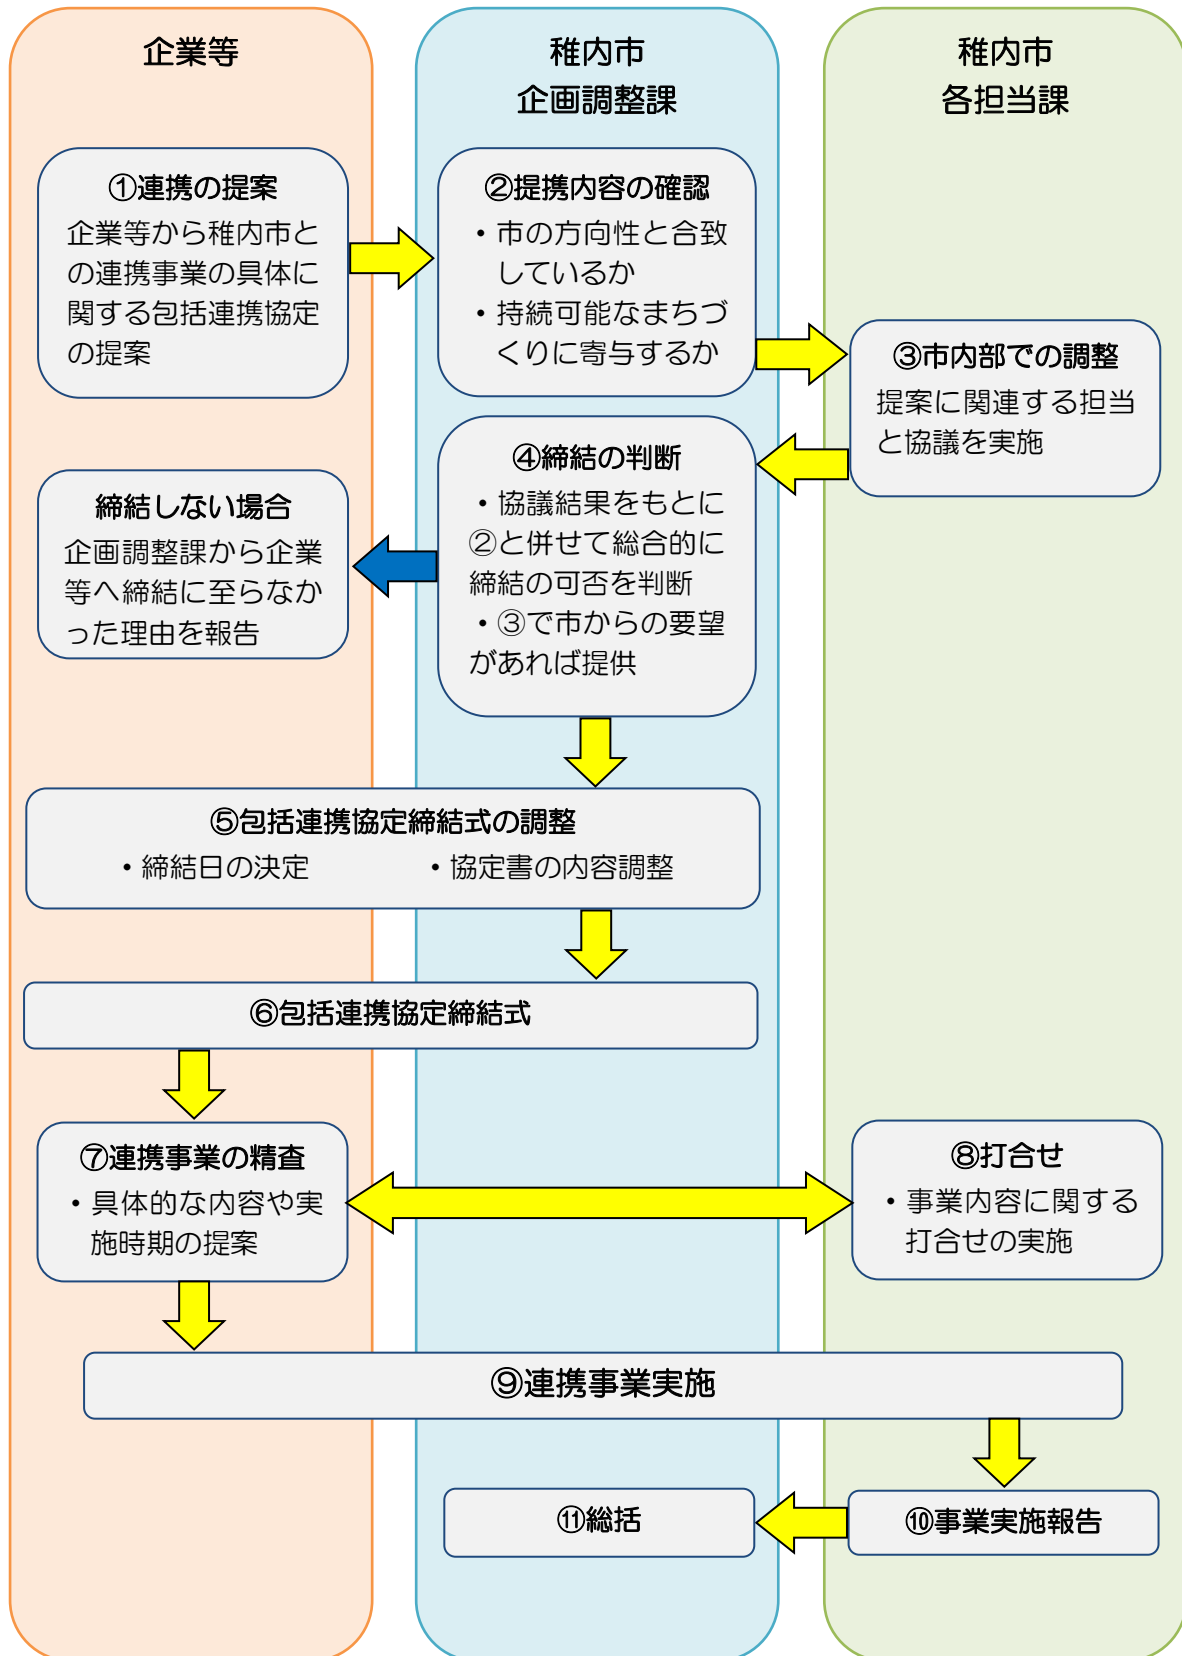 企業等
稚内市
企画調整課
稚内市
各担当課
①連携の提案
企業等から稚内市と
の連携事業の具体に
関する包括連携協定
の提案
②提携内容の確認
・市の方向性と合致
しているか
・持続可能なまちづ
くりに寄与するか
③市内部での調整
提案に関連する担当
と協議を実施
④締結の判断
・協議結果をもとに
②と併せて総合的に
締結の可否を判断
・③で市からの要望
があれば提供
締結しない場合
企画調整課から企業
等へ締結に至らなか
った理由を報告
⑤包括連携協定締結式の調整
・締結日の決定
・協定書の内容調整
⑥包括連携協定締結式
⑦連携事業の精査
・具体的な内容や実
施時期の提案
⑧打合せ
・事業内容に関する
打合せの実施
⑨連携事業実施
⑩事業実施報告
⑪総括